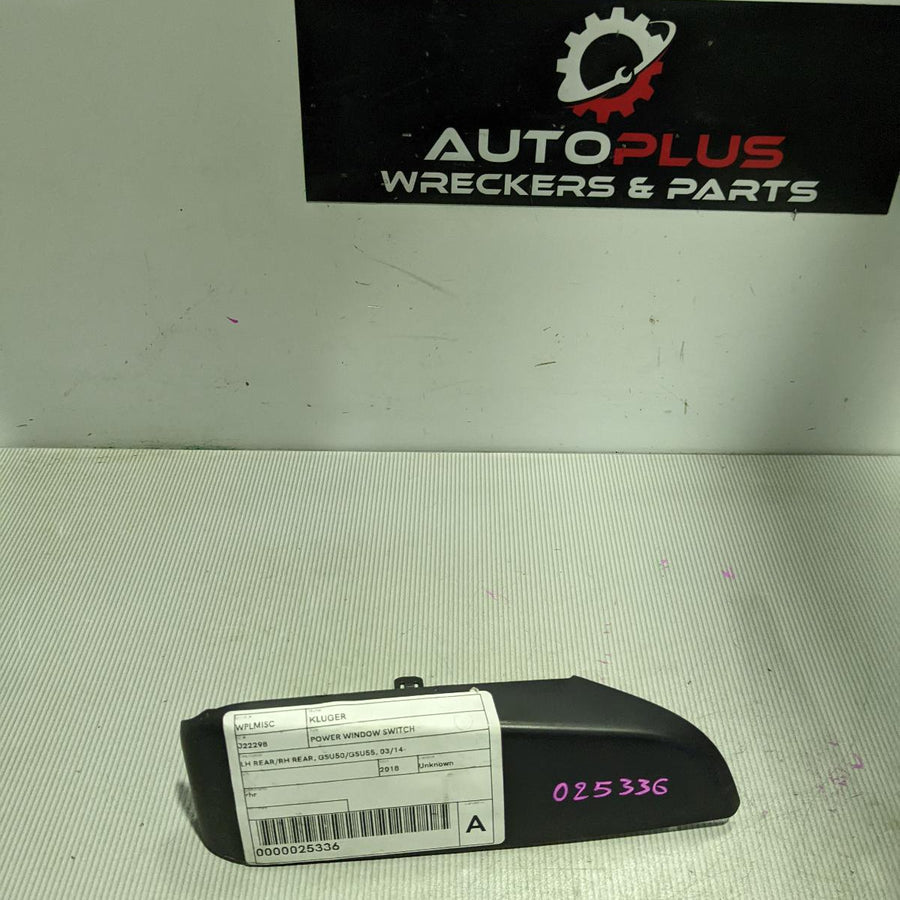 AUTOPLUS
WRECKERS & PARTS
WPLMISC KLUGER
J22298 POWER WINDOW SWITCH
LH REAR/RH REAR, GSU50/GSU55, 03/14-
2018 Unknown
rhr
A
0000025336
025336